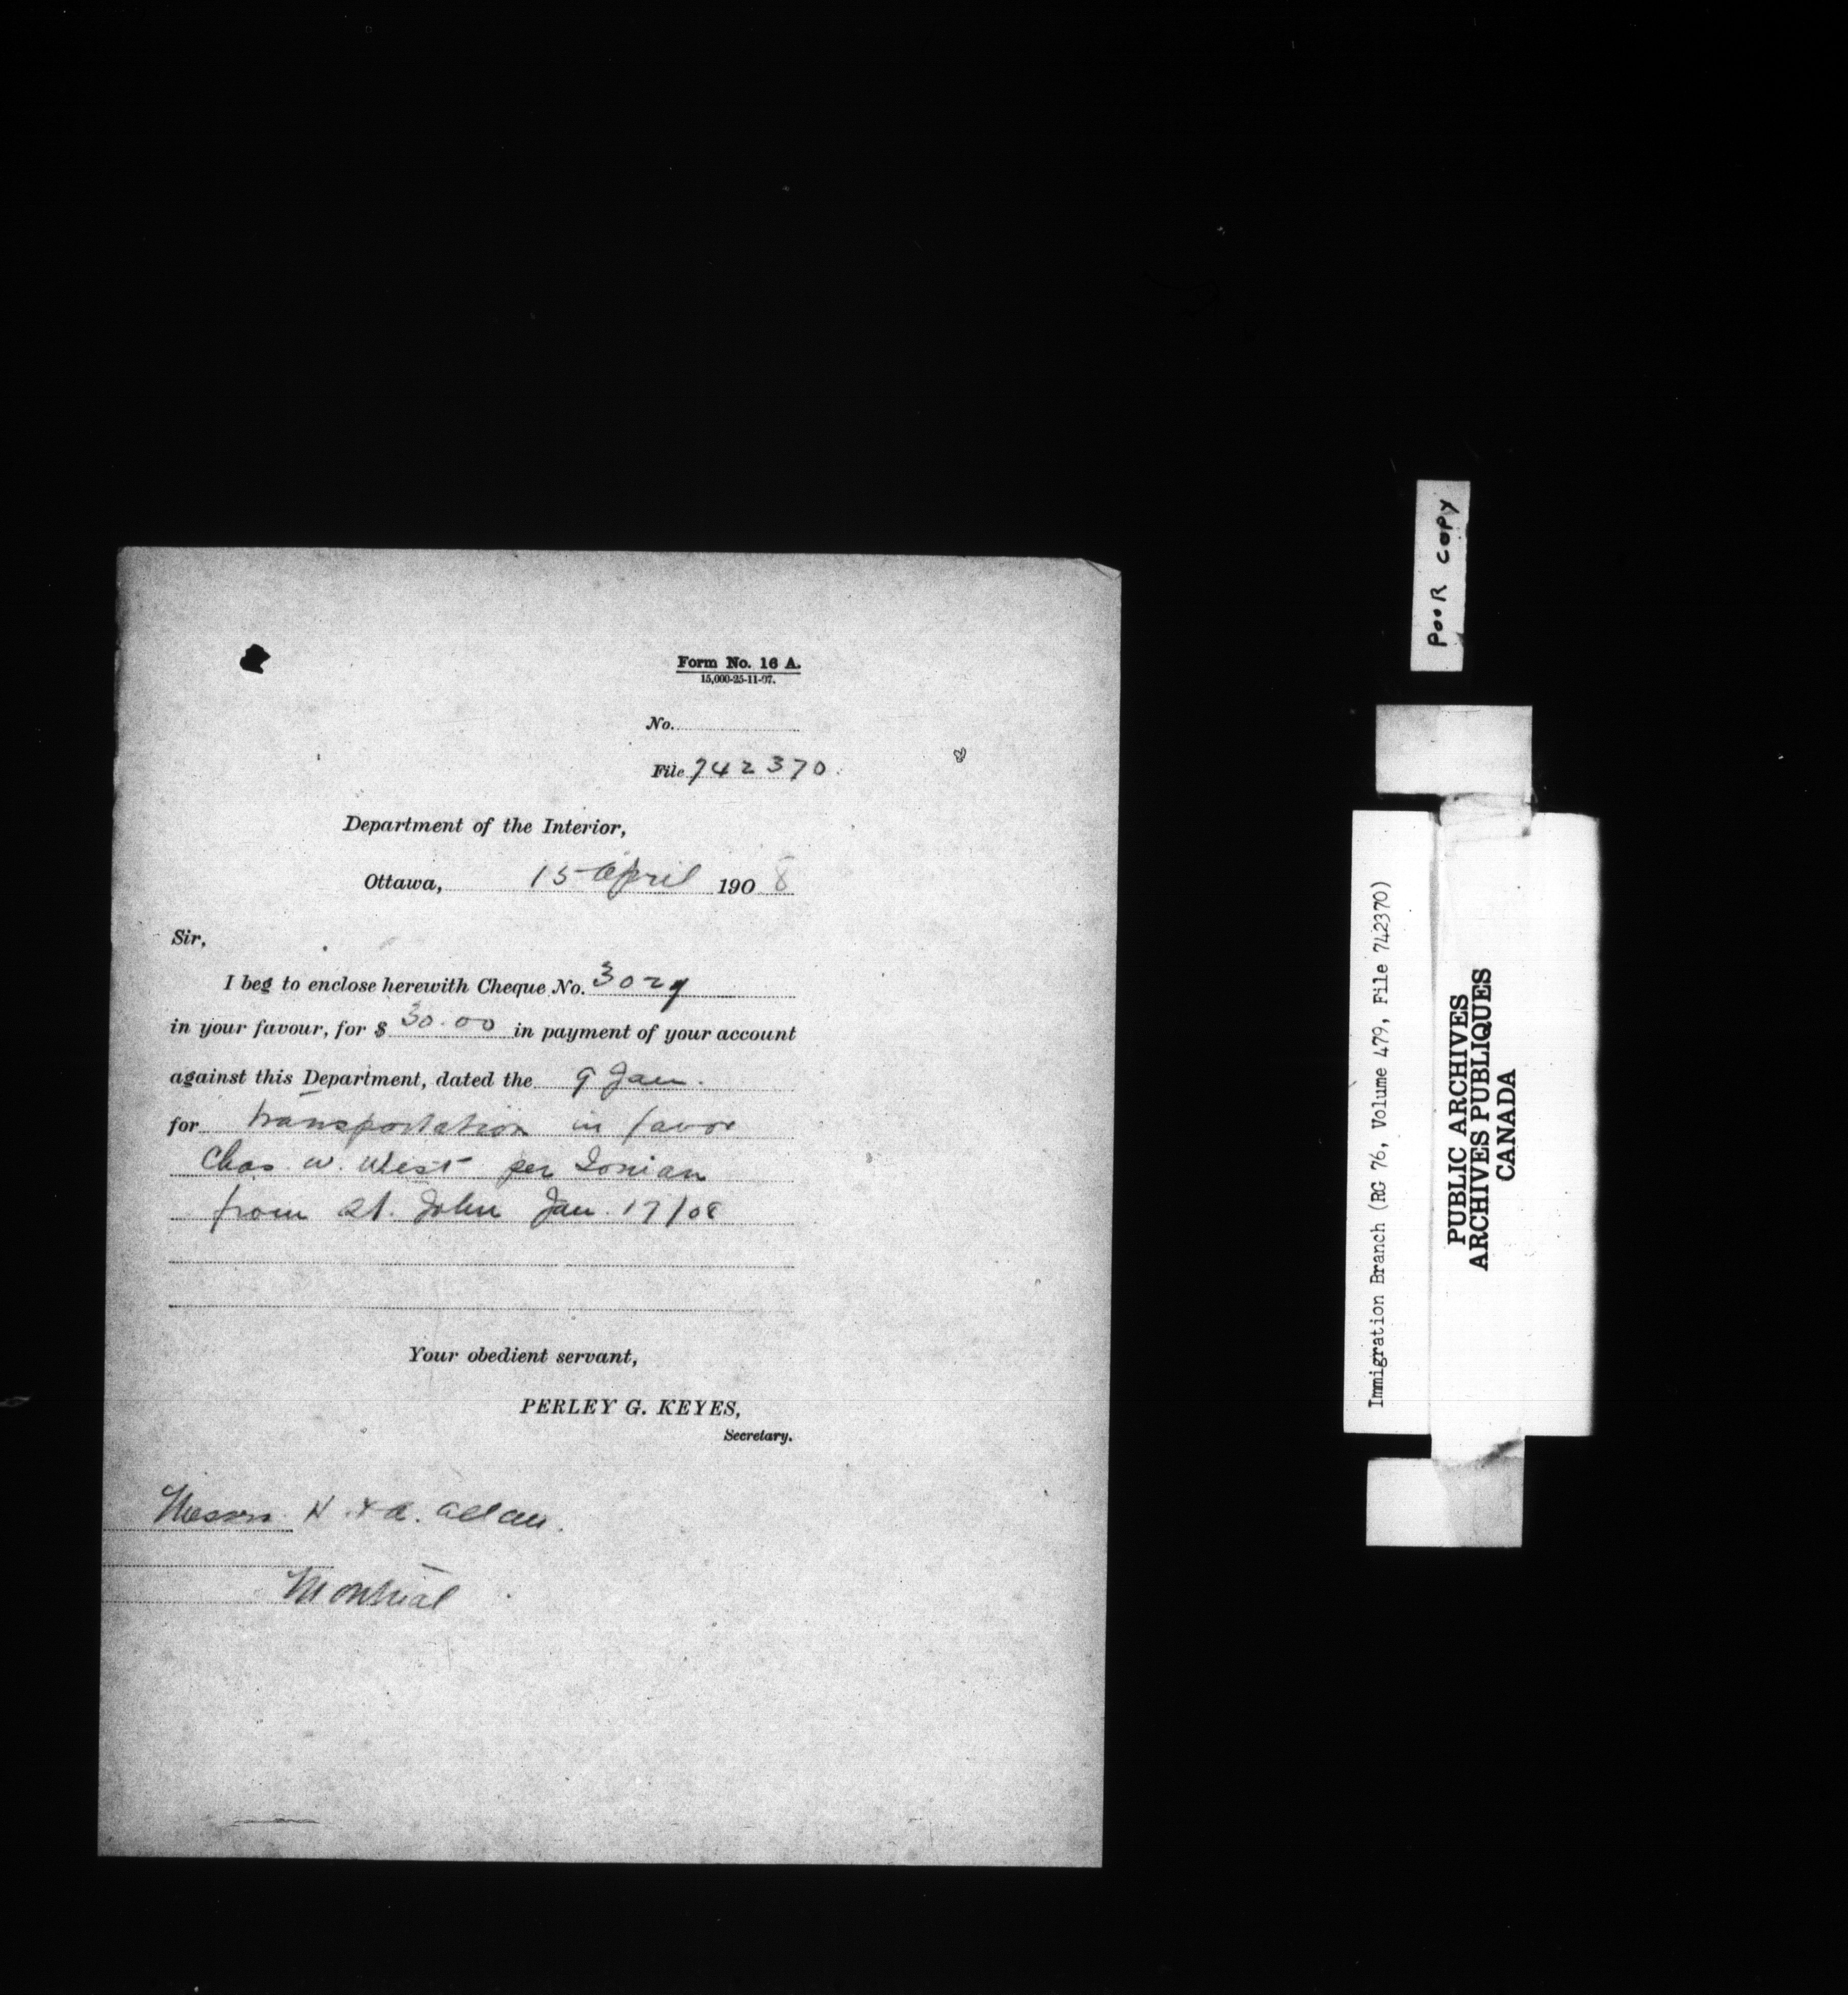 Form No. 16 A.
15,000-25-11-07.
No.
File 742370
Department of the Interior,
Ottawa, 15 April 1908
Sir,
I beg to enclose herewith Cheque No. 3029
in your favour, for $ 30.00 in payment of your account
against this Department, dated the 9 Jan.
for transportation in favor
Chas. W. West per Ionian
from St. John Jan. 17/08
Your obedient servant,
PERLEY G. KEYES,
Secretary.
Messrs. H. & A. Allan.
Montreal
POOR COPY
Immigration Branch (RG 76, Volume 479, File 742370)
PUBLIC ARCHIVES
ARCHIVES PUBLIQUES
CANADA